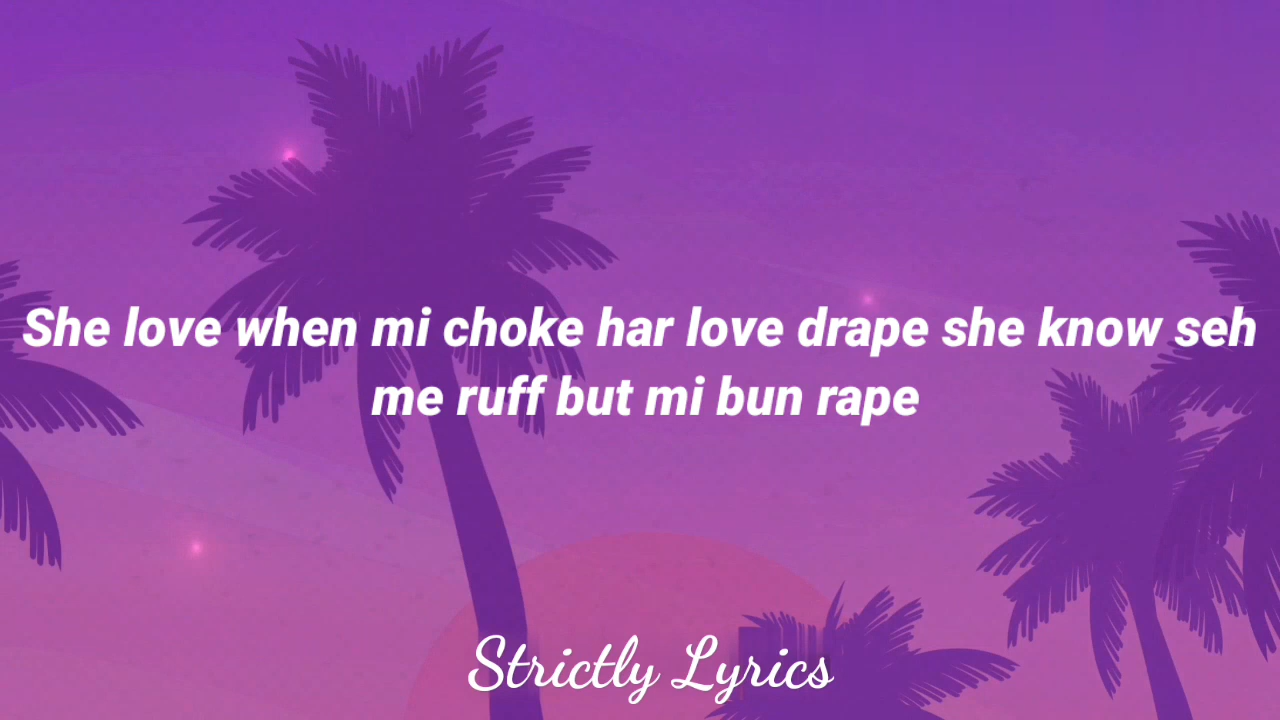 She love when mi choke har love drape she know seh
me ruff but mi bun rape
Strictly Lyrics